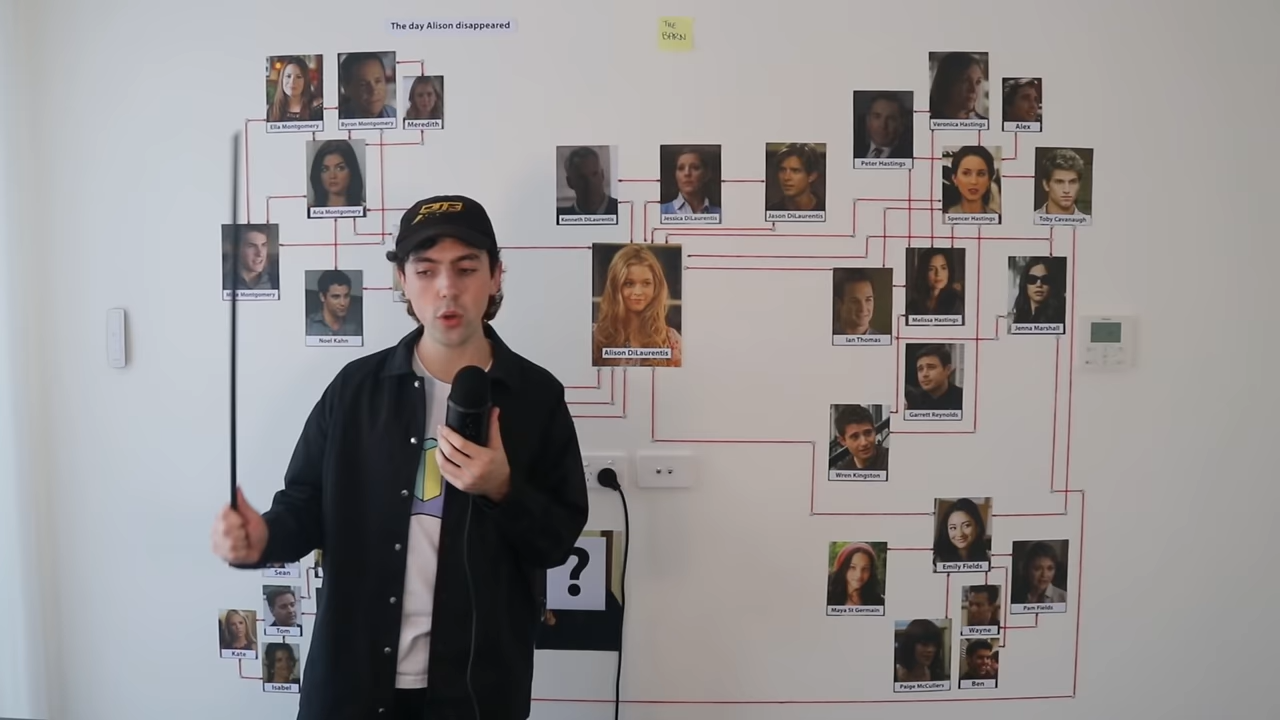 The day Alison disappeared
THE
BARN
Ella Montgomery
Byron Montgomery
Meredith
Veronica Hastings
Alex
Peter Hastings
Aria Montgomery
Kenneth DiLaurentis
Jessica DiLaurentis
Jason DiLaurentis
Spencer Hastings
Toby Cavanaugh
Montgomery
Noel Kahn
Alison DiLaurentis
Ian Thomas
Melissa Hastings
Jenna Marshall
Garrett Reynolds
Wren Kingston
Emily Fields
Maya St Germain
Pam Fields
Wayne
Paige McCullers
Ben
?
Sean
Tom
Kate
Isabel